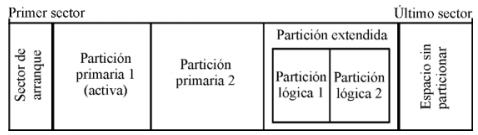 Primer sector
Último sector
Sector de
arranque
Partición
primaria 1
(activa)
Partición
primaria 2
Partición extendida
Partición
lógica 1
Partición
lógica 2
Espacio sin
particionar